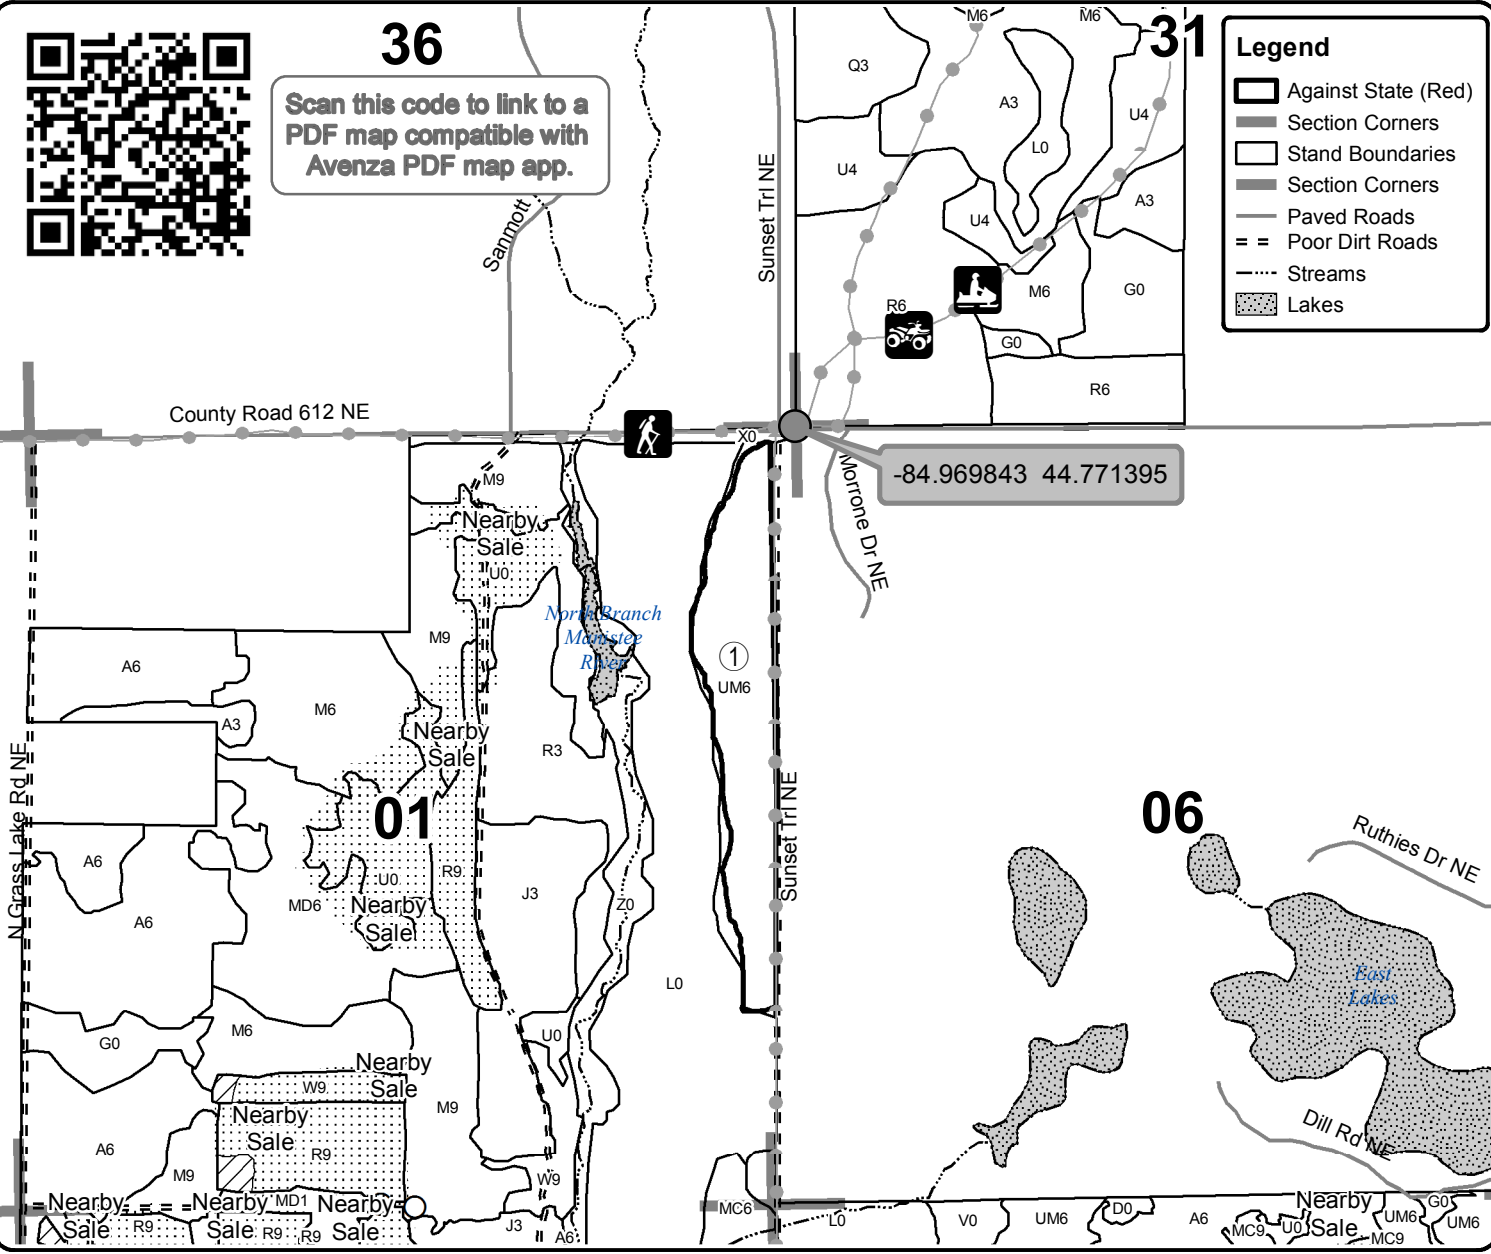 36
31
Scan this code to link to a
PDF map compatible with
Avenza PDF map app.
Legend
Against State (Red)
Section Corners
Stand Boundaries
Section Corners
Paved Roads
Poor Dirt Roads
Streams
Lakes
M6
M6
Q3
A3
U4
L0
U4
A3
U4
M6
G0
R6
G0
R6
Sanmott
Sunset Trl NE
County Road 612 NE
X0
-84.969843 44.771395
Morrone Dr NE
M9
Nearby
Sale
U0
North Branch
Manistee
River
M9
A6
M6
A3
1
UM6
Nearby
Sale
R3
N Grass Lake Rd NE
Sunset Trl NE
01
06
Ruthies Dr NE
A6
U0
R9
J3
MD6
Nearby
Sale
Z0
A6
L0
East
Lakes
G0
M6
U0
Nearby
Sale
W9
M9
Nearby
Sale
R9
Dill Rd NE
A6
M9
W9
Nearby
Sale
Nearby
Sale
MD1
Nearby
Sale
R9
R9
R9
J3
A6
MC6
L0
V0
UM6
D0
A6
MC9
U0
Nearby
Sale
UM6
G0
UM6
MC9